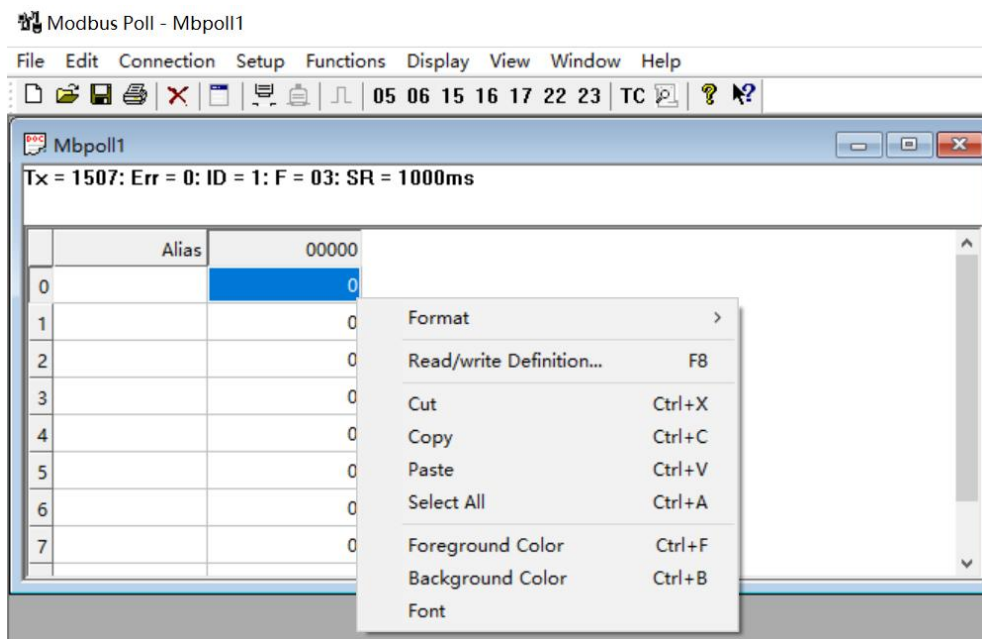 Modbus Poll - Mbpoll1
File Edit Connection Setup Functions Display View Window Help
05 06 15 16 17 22 23 TC
Mbpoll1
Tx = 1507: Err = 0: ID = 1: F = 03: SR = 1000ms
Alias 00000
0 0
1 0
Format
2 0
Read/write Definition... F8
3 0
Cut Ctrl+X
4 0
Copy Ctrl+C
5 0
Paste Ctrl+V
6 0
Select All Ctrl+A
7 0
Foreground Color Ctrl+F
Background Color Ctrl+B
Font